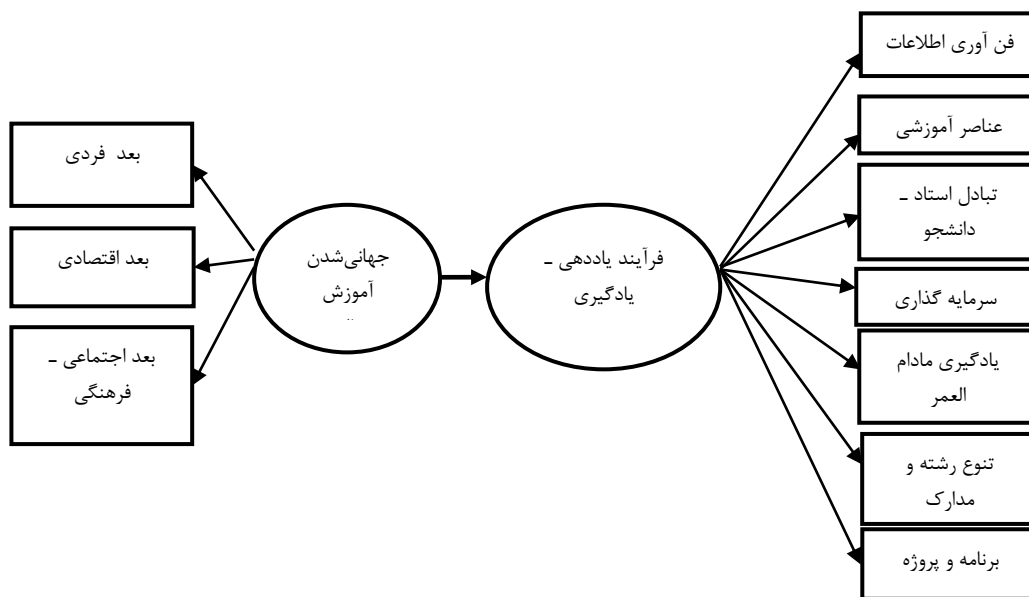 فن آوری اطلاعات
عناصر آموزشی
تبادل استاد ـ
دانشجو
سرمایه گذاری
یادگیری مادام
العمر
تنوع رشته و
مدارک
برنامه و پروژه
فرآیند یاددهی ـ
یادگیری
جهانی‌شدن
آموزش
بعد فردی
بعد اقتصادی
بعد اجتماعی ـ
فرهنگی